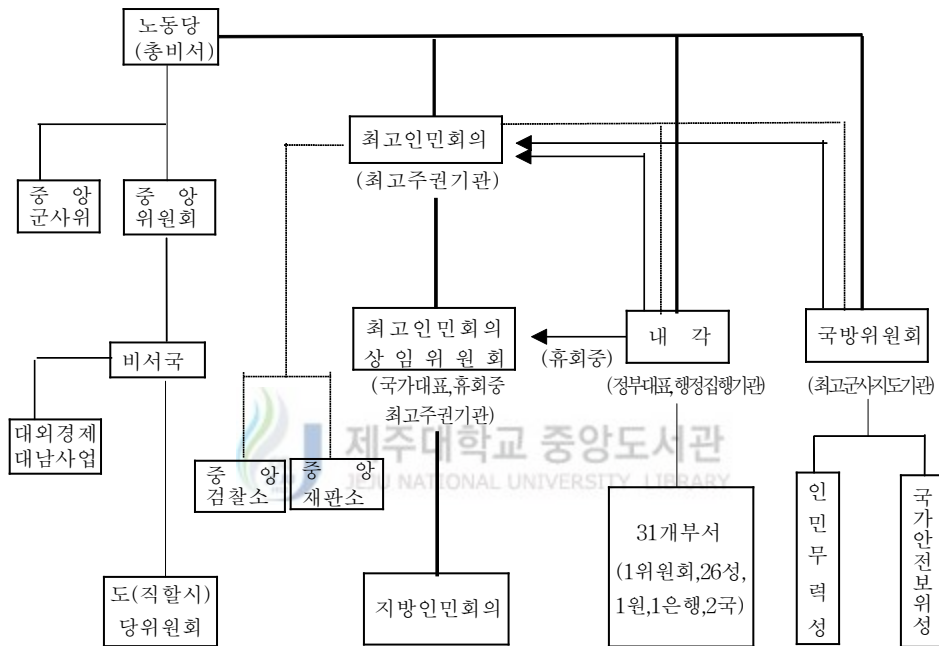 노동당
(총비서)
최고인민회의
(최고주권기관)
중 앙
군사위
중 앙
위원회
최고인민회의
상 임 위 원 회
(국가대표,휴회중
최고주권기관)
(휴회중)
내 각
(정부대표,행정집행기관)
국방위원회
(최고군사지도기관)
비서국
대외경제
대남사업
제주대학교 중앙도서관
JEJU NATIONAL UNIVERSITY LIBRARY
중 앙
검찰소
중 앙
재판소
31개부서
(1위원회,26성,
1원,1은행,2국)
인
민
무
력
성
국
가
안
전
보
위
성
도(직할시)
당위원회
지방인민회의